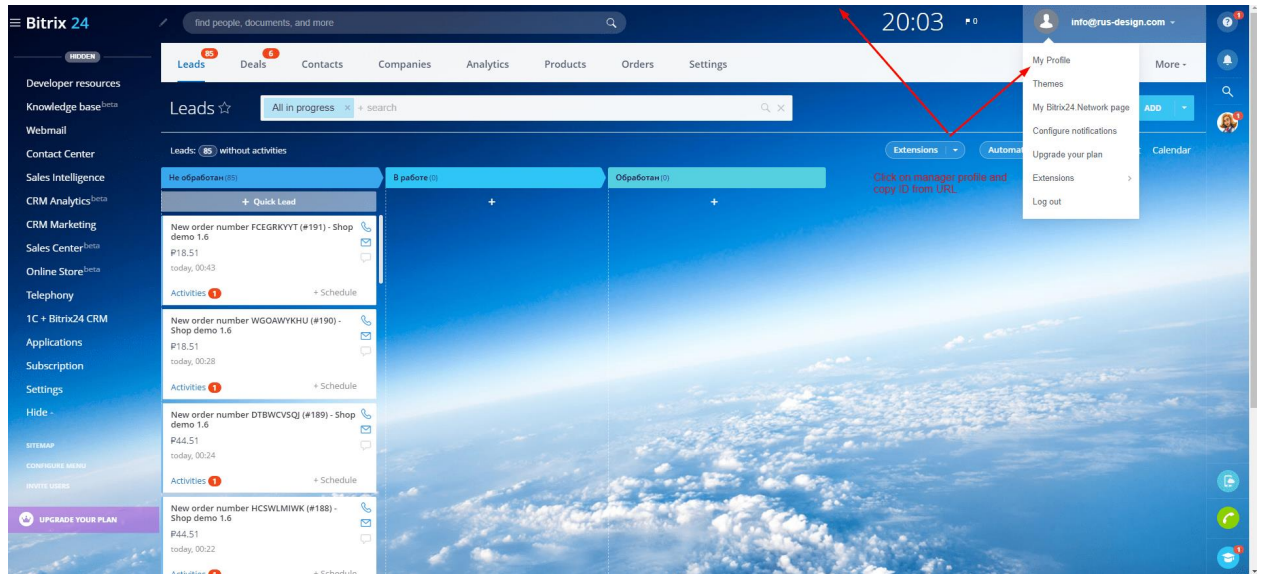 Bitrix 24
find people, documents, and more
20:03
0
info@rus-design.com
HIDDEN
Developer resources
Knowledge base beta
Webmail
Contact Center
Sales Intelligence
CRM Analytics beta
CRM Marketing
Sales Center beta
Online Store beta
Telephony
1C + Bitrix24 CRM
Applications
Subscription
Settings
Hide -
SITEMAP
CONFIGURE MENU
INVITE USERS
UPGRADE YOUR PLAN
Leads 85
Deals 6
Contacts
Companies
Analytics
Products
Orders
Settings
More -
Leads
All in progress × + search
ADD
Leads: 85 without activities
Extensions
Automat
Calendar
My Profile
Themes
My Bitrix24.Network page
Configure notifications
Upgrade your plan
Extensions
Log out
Click on manager profile and
copy ID from URL
Не обработан (85)
В работе (0)
Обработан (0)
+ Quick Lead
+
+
New order number FCEGRKYYT (#191) - Shop
demo 1.6
₽18.51
today, 00:43
Activities 1 + Schedule
New order number WGOAWYKHU (#190) -
Shop demo 1.6
₽18.51
today, 00:28
Activities 1 + Schedule
New order number DTBWCVSQJ (#189) - Shop
demo 1.6
₽44.51
today, 00:24
Activities 1 + Schedule
New order number HCSWLMIWK (#188) -
Shop demo 1.6
₽44.51
today, 00:22
Activities + Schedule
1
1
1